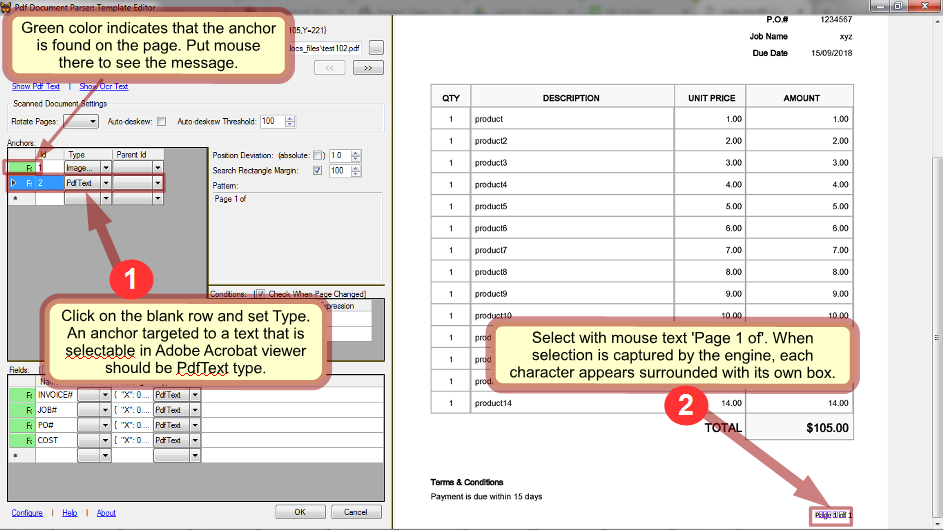 Pdf Document Parser: Template Editor
Green color indicates that the anchor
is found on the page. Put mouse
there to see the message.
105, Y=221}
ocs_files\test102.pdf
...
<<
>>
Show Pdf Text | Show Ocr Text
Scanned Document Settings
Rotate Pages:
Auto-deskew:
Auto-deskew Threshold: 100
Anchors:
Id Type Parent Id
1 Image...
2 PdfText
*
Position Deviation: (absolute: ) 1.0
Search Rectangle Margin: 100
Pattern:
Page 1 of
1
Conditions: [ Check When Page Changed]
Expression
Click on the blank row and set Type.
An anchor targeted to a text that is
selectable in Adobe Acrobat viewer
should be PdfText type.
Fields:
INVOICE# { "X": 0.... PdfText
JOB# { "X": 0.... PdfText
PO# { "X": 0.... PdfText
COST { "X": 0.... PdfText
*
Configure | Help | About
OK
Cancel
P.O.# 1234567
Job Name xyz
Due Date 15/09/2018
QTY DESCRIPTION UNIT PRICE AMOUNT
1 product 1.00 1.00
1 product2 2.00 2.00
1 product3 3.00 3.00
1 product4 4.00 4.00
1 product5 5.00 5.00
1 product6 6.00 6.00
1 product7 7.00 7.00
1 product8 8.00 8.00
1 product9 9.00 9.00
1 product10 10.00 10.00
1
1
1
1 product14 14.00 14.00
Select with mouse text 'Page 1 of'. When
selection is captured by the engine, each
character appears surrounded with its own box.
2
TOTAL $105.00
Terms & Conditions
Payment is due within 15 days
Page 1 of 1